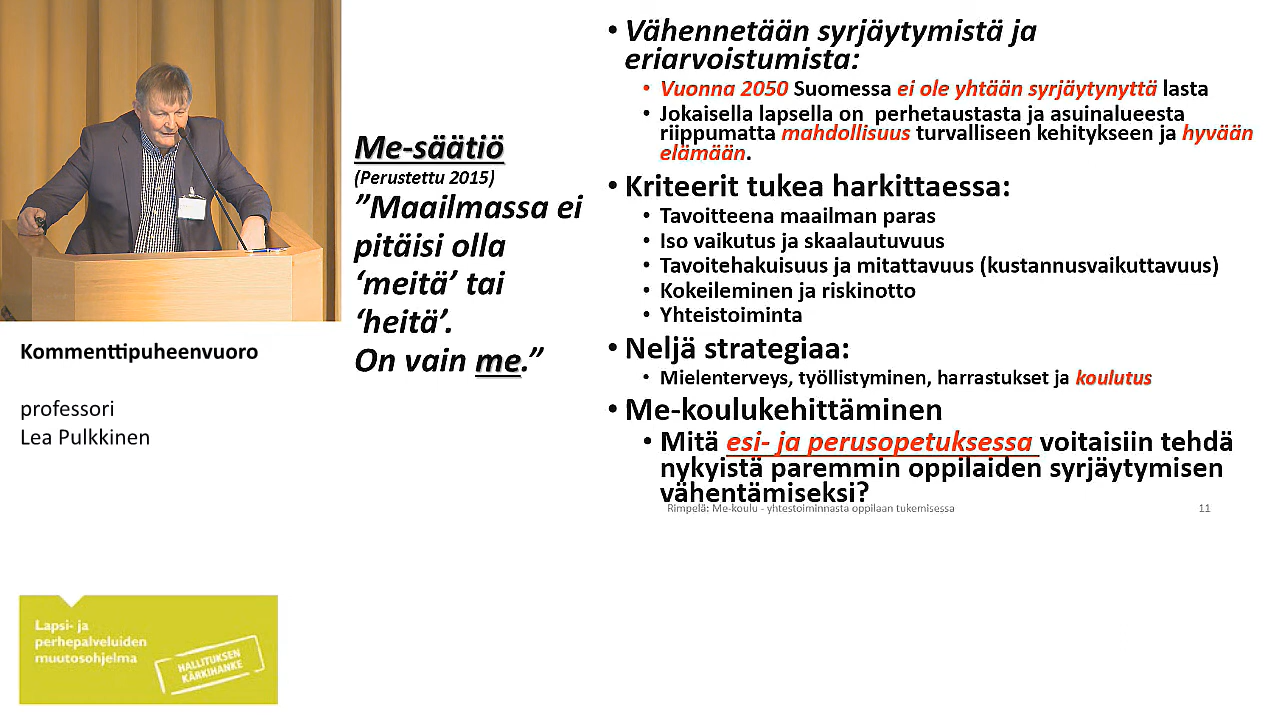 Me-säätiö
(Perustettu 2015)
”Maailmassa ei
pitäisi olla
‘meitä’ tai
‘heitä’.
On vain me.”
• Vähennetään syrjäytymistä ja
eriarvoistumista:
• Vuonna 2050 Suomessa ei ole yhtään syrjäytynyttä lasta
• Jokaisella lapsella on perhetaustasta ja asuinalueesta
riippumatta mahdollisuus turvalliseen kehitykseen ja hyvään
elämään.
• Kriteerit tukea harkittaessa:
• Tavoitteena maailman paras
• Iso vaikutus ja skaalautuvuus
• Tavoitehakuisuus ja mitattavuus (kustannusvaikuttavuus)
• Kokeileminen ja riskinotto
• Yhteistoiminta
• Neljä strategiaa:
• Mielenterveys, työllistyminen, harrastukset ja koulutus
• Me-koulukehittäminen
• Mitä esi- ja perusopetuksessa voitaisiin tehdä
nykyistä paremmin oppilaiden syrjäytymisen
vähentämiseksi?
Rimpelä: Me-koulu - yhtestoiminnasta oppilaan tukemisessa
11
Kommenttipuheenvuoro
professori
Lea Pulkkinen
Lapsi- ja
perhepalveluiden
muutosohjelma
HALLITUKSEN
KÄRKIHANKE